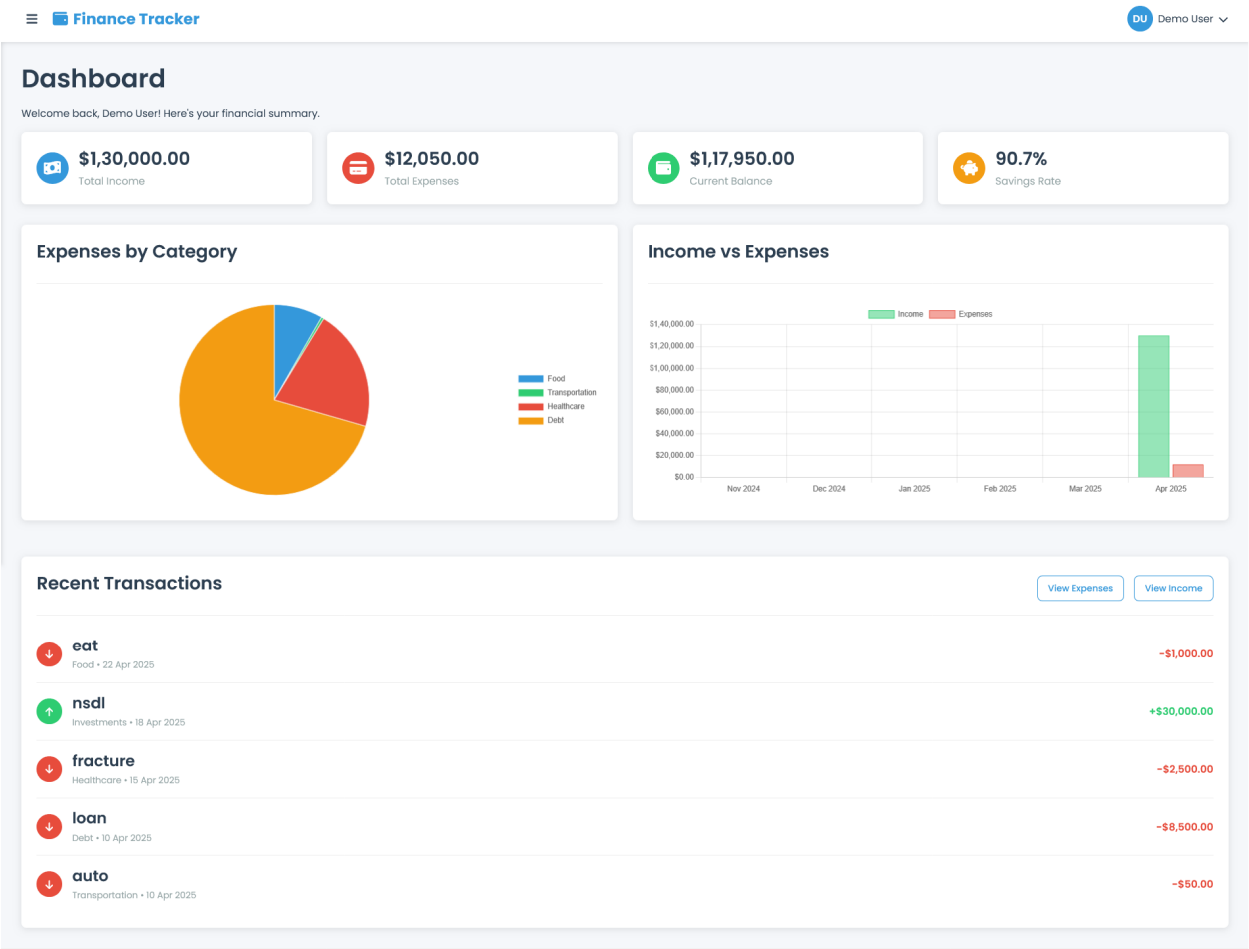 Finance Tracker
DU Demo User
Dashboard
Welcome back, Demo User! Here's your financial summary.
$1,30,000.00
Total Income
$12,050.00
Total Expenses
$1,17,950.00
Current Balance
90.7%
Savings Rate
Expenses by Category
Food
Transportation
Healthcare
Debt
Income vs Expenses
Income Expenses
$1,40,000.00
$1,20,000.00
$1,00,000.00
$80,000.00
$60,000.00
$40,000.00
$20,000.00
$0.00
Nov 2024 Dec 2024 Jan 2025 Feb 2025 Mar 2025 Apr 2025
Recent Transactions
View Expenses View Income
eat
Food • 22 Apr 2025
-$1,000.00
nsdl
Investments • 18 Apr 2025
+$30,000.00
fracture
Healthcare • 15 Apr 2025
-$2,500.00
loan
Debt • 10 Apr 2025
-$8,500.00
auto
Transportation • 10 Apr 2025
-$50.00